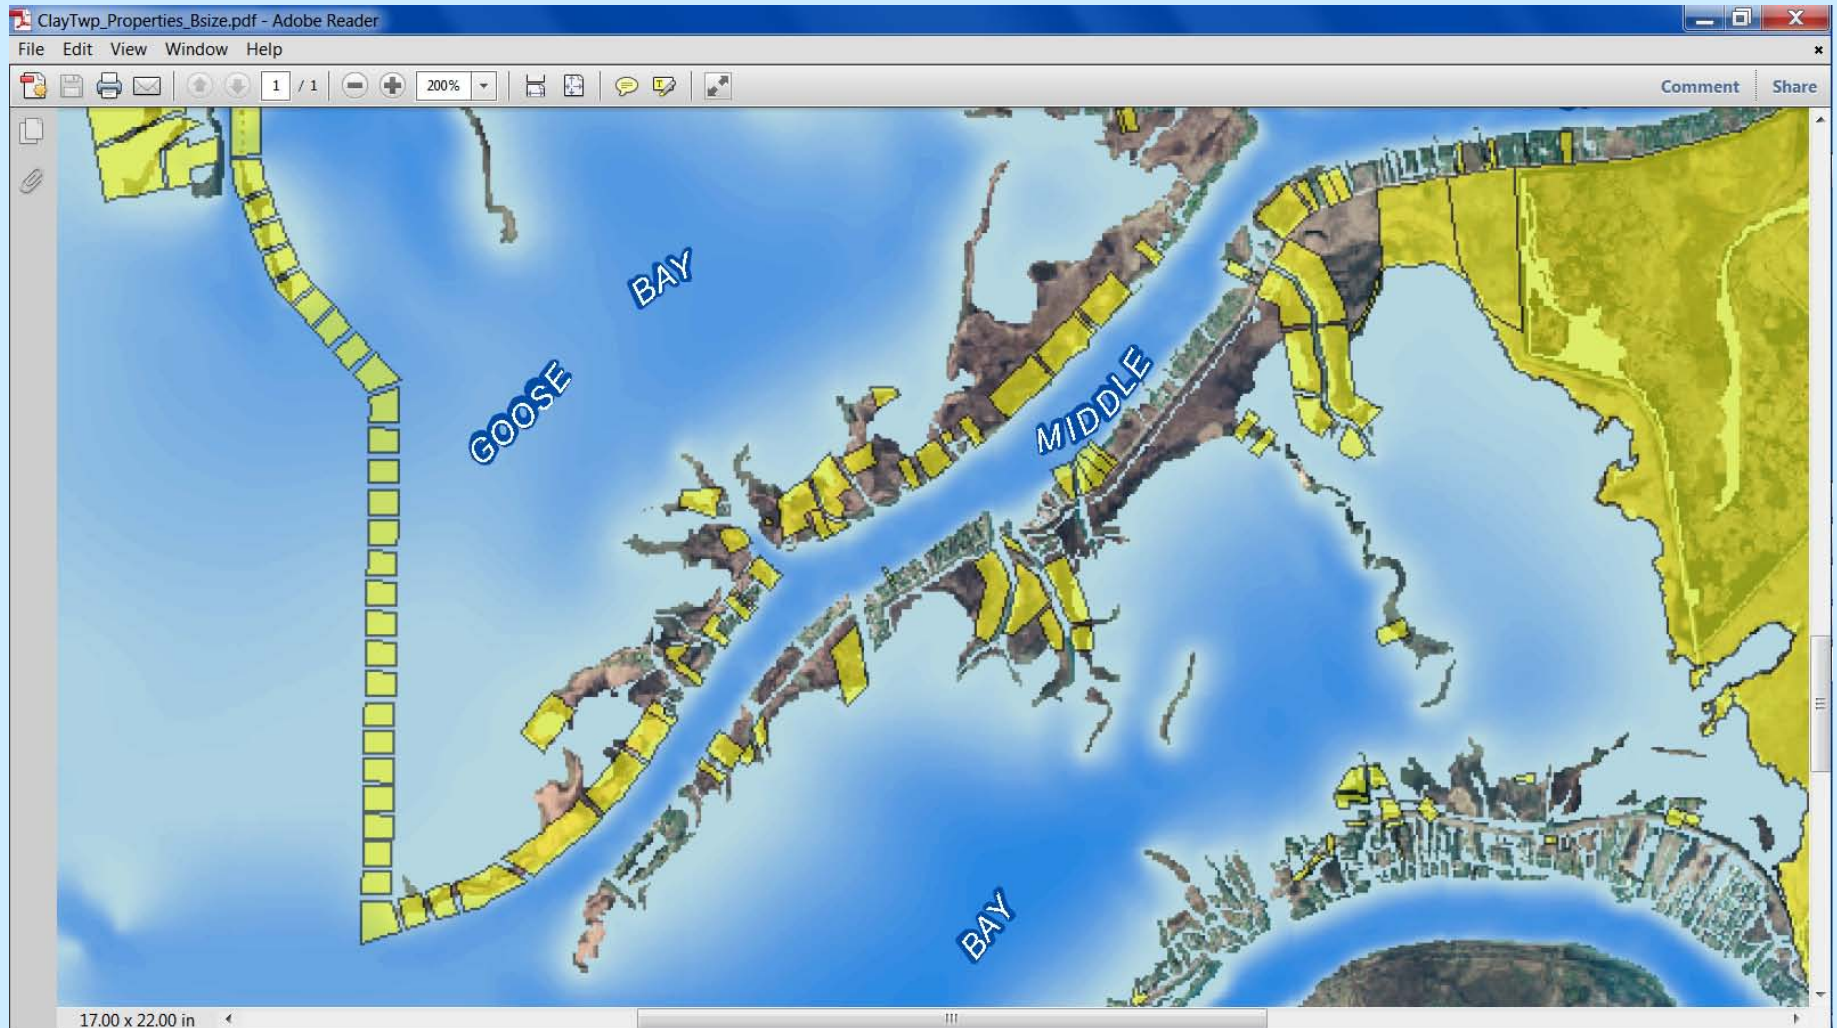 ClayTwp_Properties_Bsize.pdf - Adobe Reader
File Edit View Window Help
1 / 1 200% Comment Share
BAY
GOOSE
MIDDLE
BAY
17.00 x 22.00 in